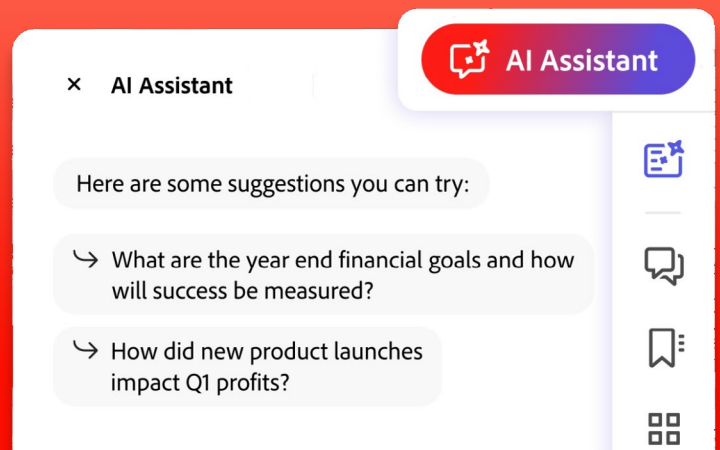 AI Assistant
AI Assistant
Here are some suggestions you can try:
What are the year end financial goals and how
will success be measured?
How did new product launches
impact Q1 profits?